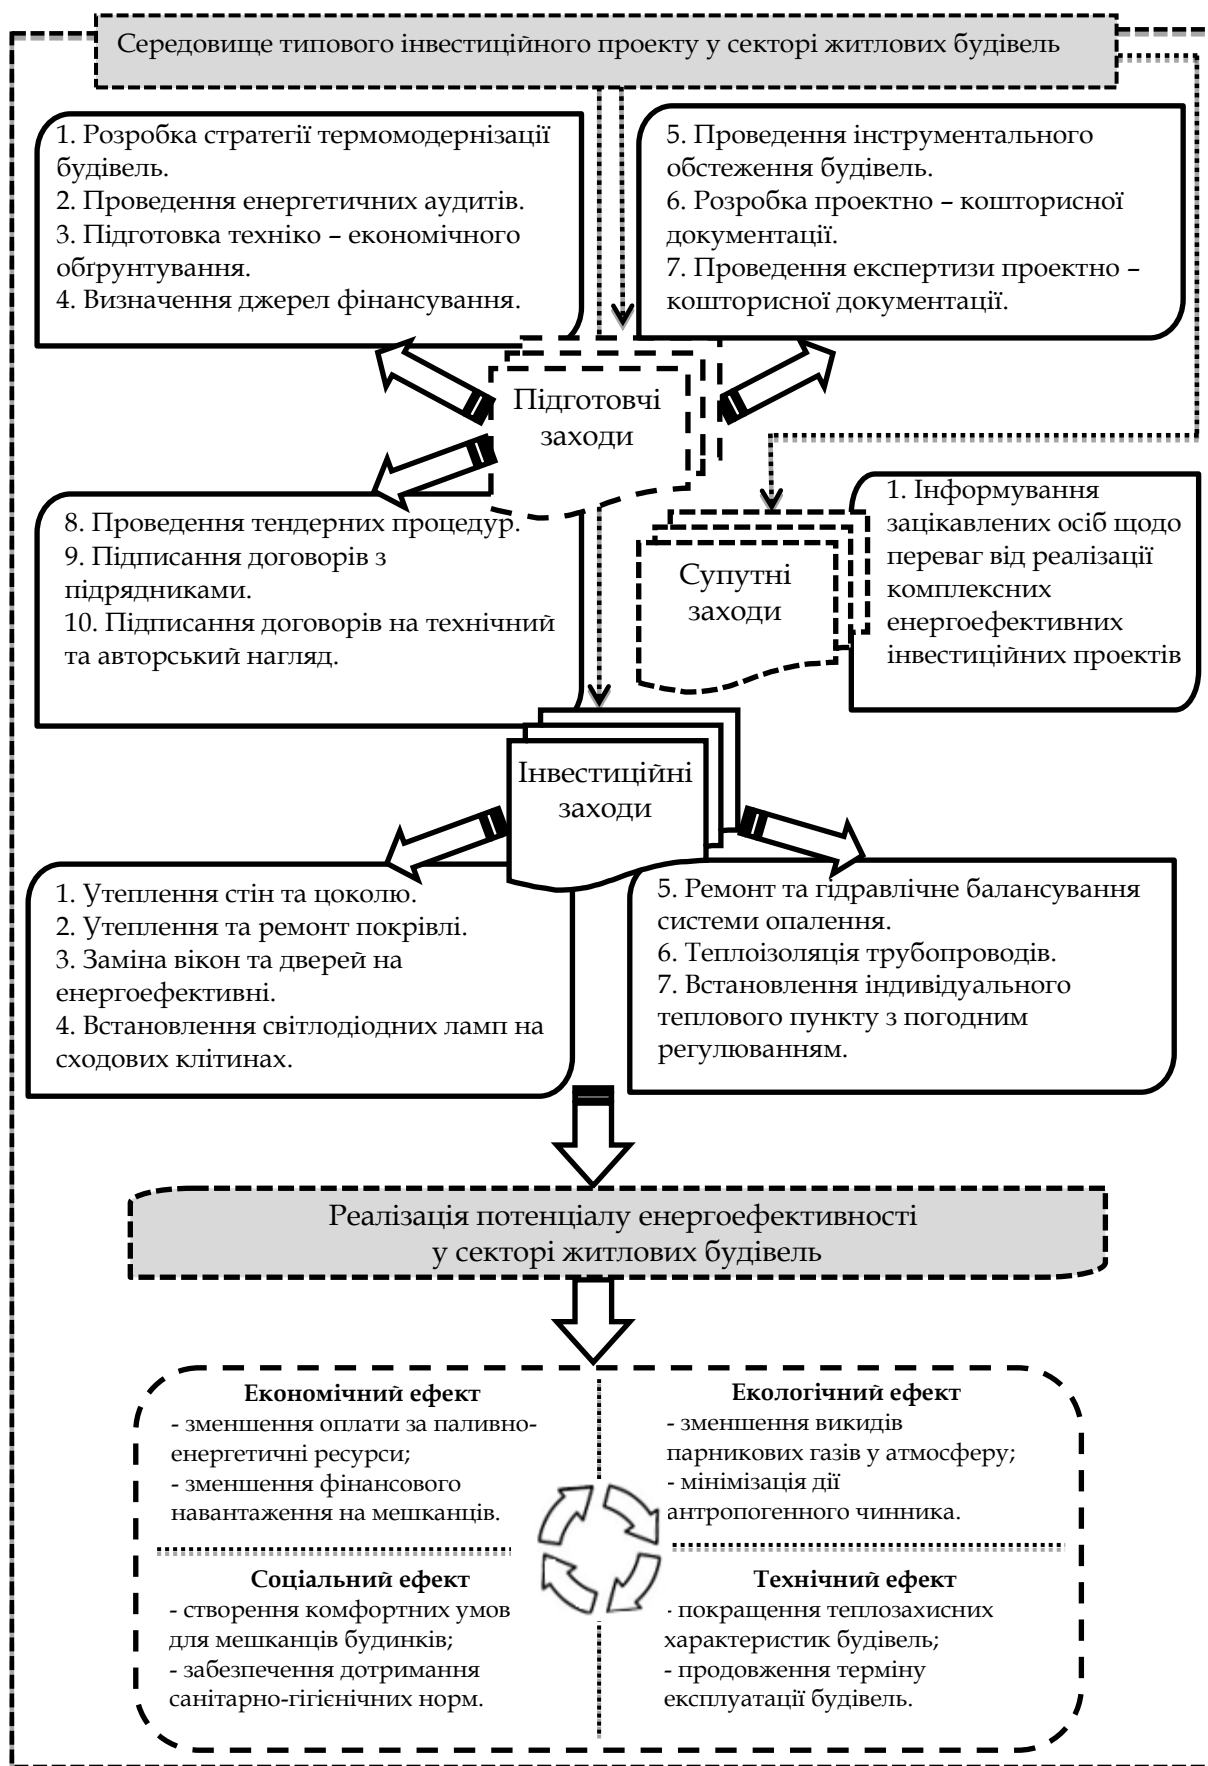 Середовище типового інвестиційного проекту у секторі житлових будівель
1. Розробка стратегії термомодернізації
будівель.
2. Проведення енергетичних аудитів.
3. Підготовка техніко – економічного
обґрунтування.
4. Визначення джерел фінансування.
5. Проведення інструментального
обстеження будівель.
6. Розробка проектно – кошторисної
документації.
7. Проведення експертизи проектно –
кошторисної документації.
Підготовчі
заходи
8. Проведення тендерних процедур.
9. Підписання договорів з
підрядниками.
10. Підписання договорів на технічний
та авторський нагляд.
Супутні
заходи
1. Інформування
зацікавлених осіб щодо
переваг від реалізації
комплексних
енергоефективних
інвестиційних проектів
Інвестиційні
заходи
1. Утеплення стін та цоколю.
2. Утеплення та ремонт покрівлі.
3. Заміна вікон та дверей на
енергоефективні.
4. Встановлення світлодіодних ламп на
сходових клітинах.
5. Ремонт та гідравлічне балансування
системи опалення.
6. Теплоізоляція трубопроводів.
7. Встановлення індивідуального
теплового пункту з погодним
регулюванням.
Реалізація потенціалу енергоефективності
у секторі житлових будівель
Економічний ефект
- зменшення оплати за паливно-
енергетичні ресурси;
- зменшення фінансового
навантаження на мешканців.
Екологічний ефект
- зменшення викидів
парникових газів у атмосферу;
- мінімізація дії
антропогенного чинника.
Соціальний ефект
- створення комфортних умов
для мешканців будинків;
- забезпечення дотримання
санітарно-гігієнічних норм.
Технічний ефект
- покращення теплозахисних
характеристик будівель;
- продовження терміну
експлуатації будівель.